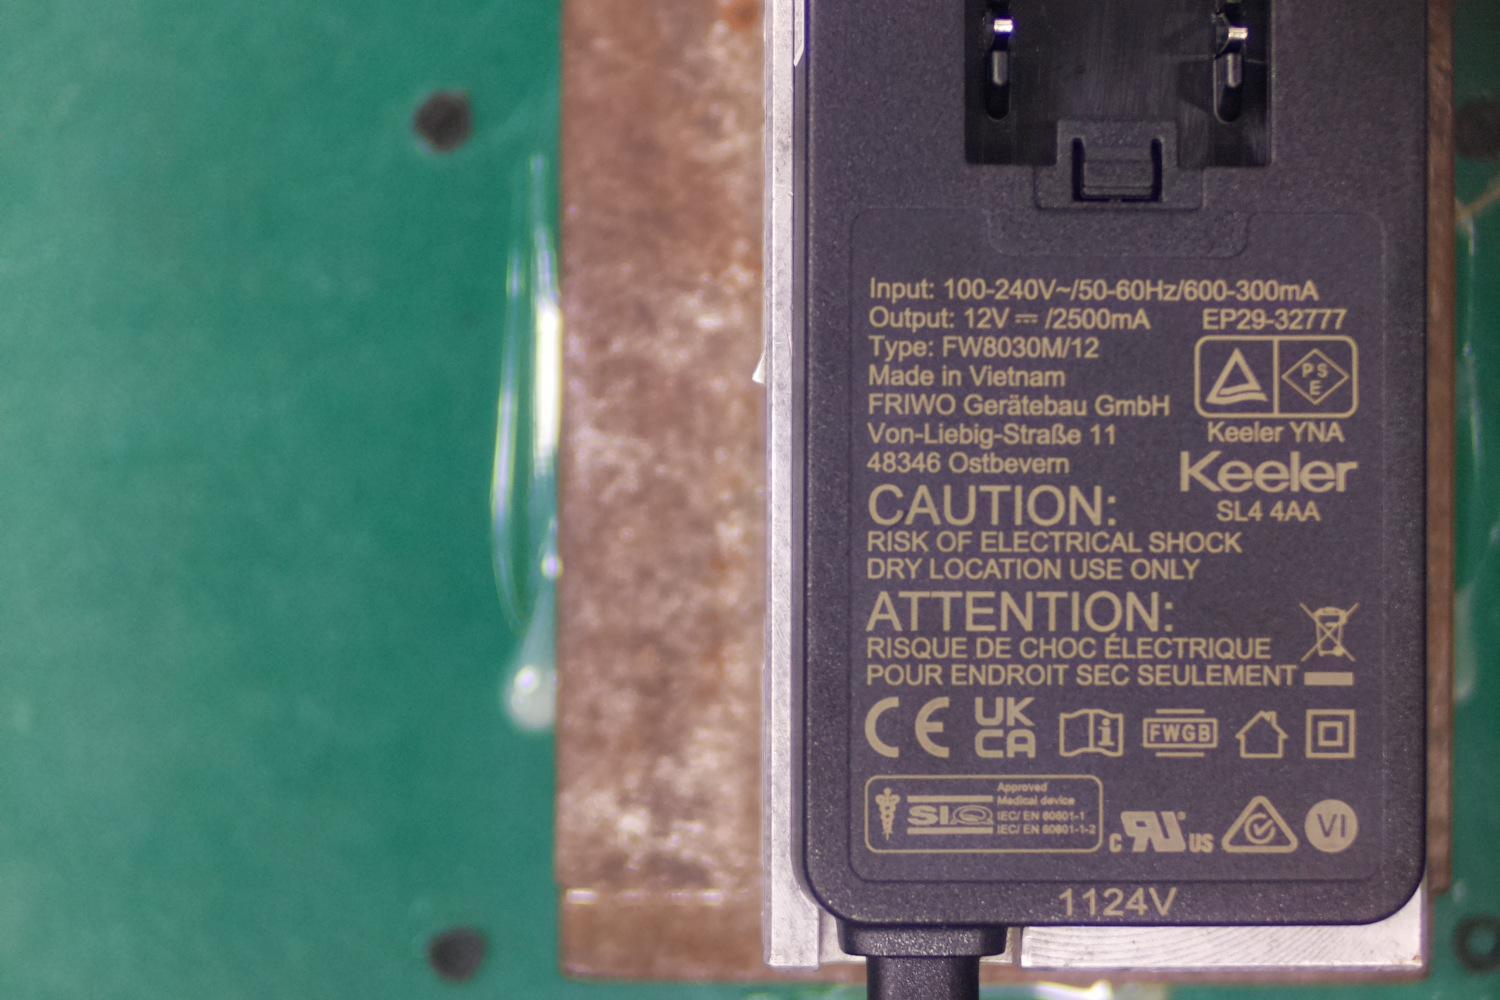 Input: 100-240V~/50-60Hz/600-300mA
Output: 12V ⎓ /2500mA
EP29-32777
Type: FW8030M/12
Made in Vietnam
FRIWO Gerätebau GmbH
Von-Liebig-Straße 11
48346 Ostbevern
PS
E
Keeler YNA
Keeler
SL4 4AA
CAUTION:
RISK OF ELECTRICAL SHOCK
DRY LOCATION USE ONLY
ATTENTION:
RISQUE DE CHOC ÉLECTRIQUE
POUR ENDROIT SEC SEULEMENT
CE
UK
CA
i
FWGB
SIQ
Approved
Medical device
IEC/ EN 60601-1
IEC/ EN 60601-1-2
c RU US
VI
1124V